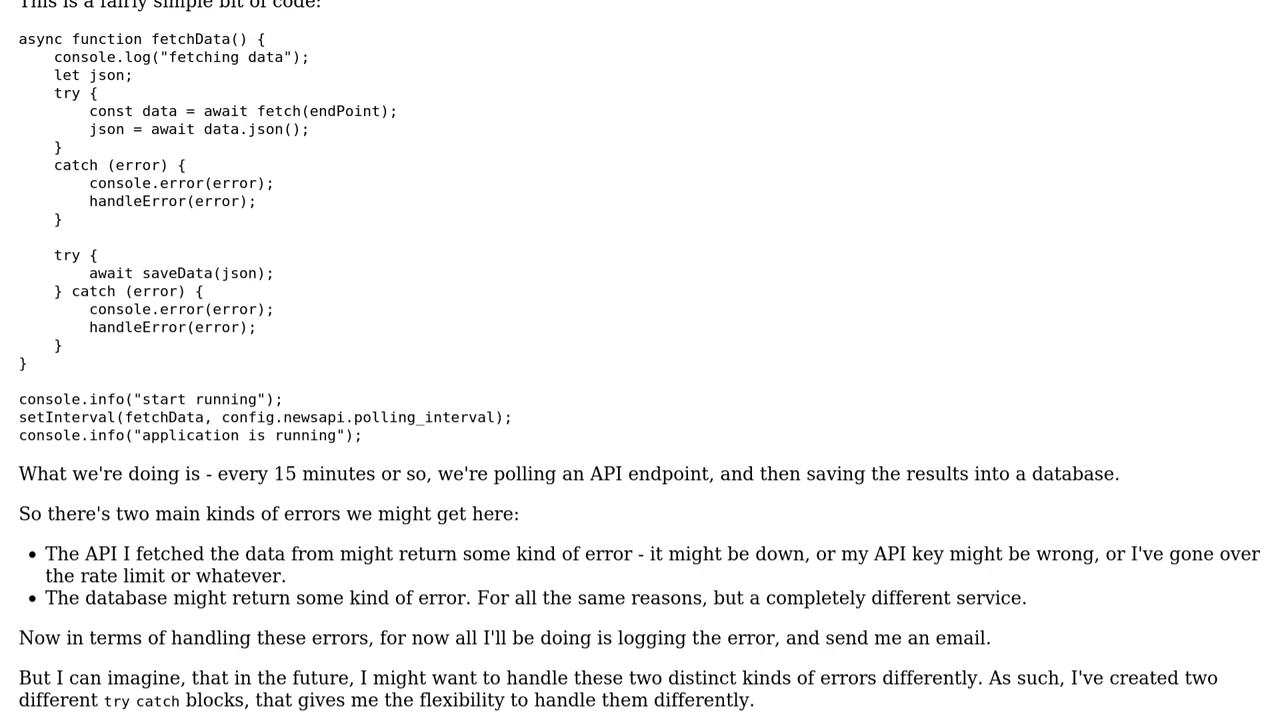 This is a fairly simple bit of code:
async function fetchData() {
    console.log("fetching data");
    let json;
    try {
        const data = await fetch(endPoint);
        json = await data.json();
    }
    catch (error) {
        console.error(error);
        handleError(error);
    }

    try {
        await saveData(json);
    } catch (error) {
        console.error(error);
        handleError(error);
    }
}

console.info("start running");
setInterval(fetchData, config.newsapi.polling_interval);
console.info("application is running");
What we're doing is - every 15 minutes or so, we're polling an API endpoint, and then saving the results into a database.
So there's two main kinds of errors we might get here:
• The API I fetched the data from might return some kind of error - it might be down, or my API key might be wrong, or I've gone over
the rate limit or whatever.
• The database might return some kind of error. For all the same reasons, but a completely different service.
Now in terms of handling these errors, for now all I'll be doing is logging the error, and send me an email.
But I can imagine, that in the future, I might want to handle these two distinct kinds of errors differently. As such, I've created two
different try catch blocks, that gives me the flexibility to handle them differently.